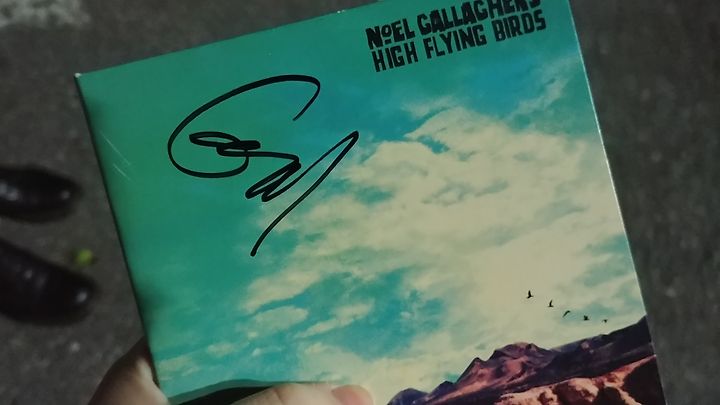 NOEL GALLAGHER'S
HIGH FLYING BIRDS